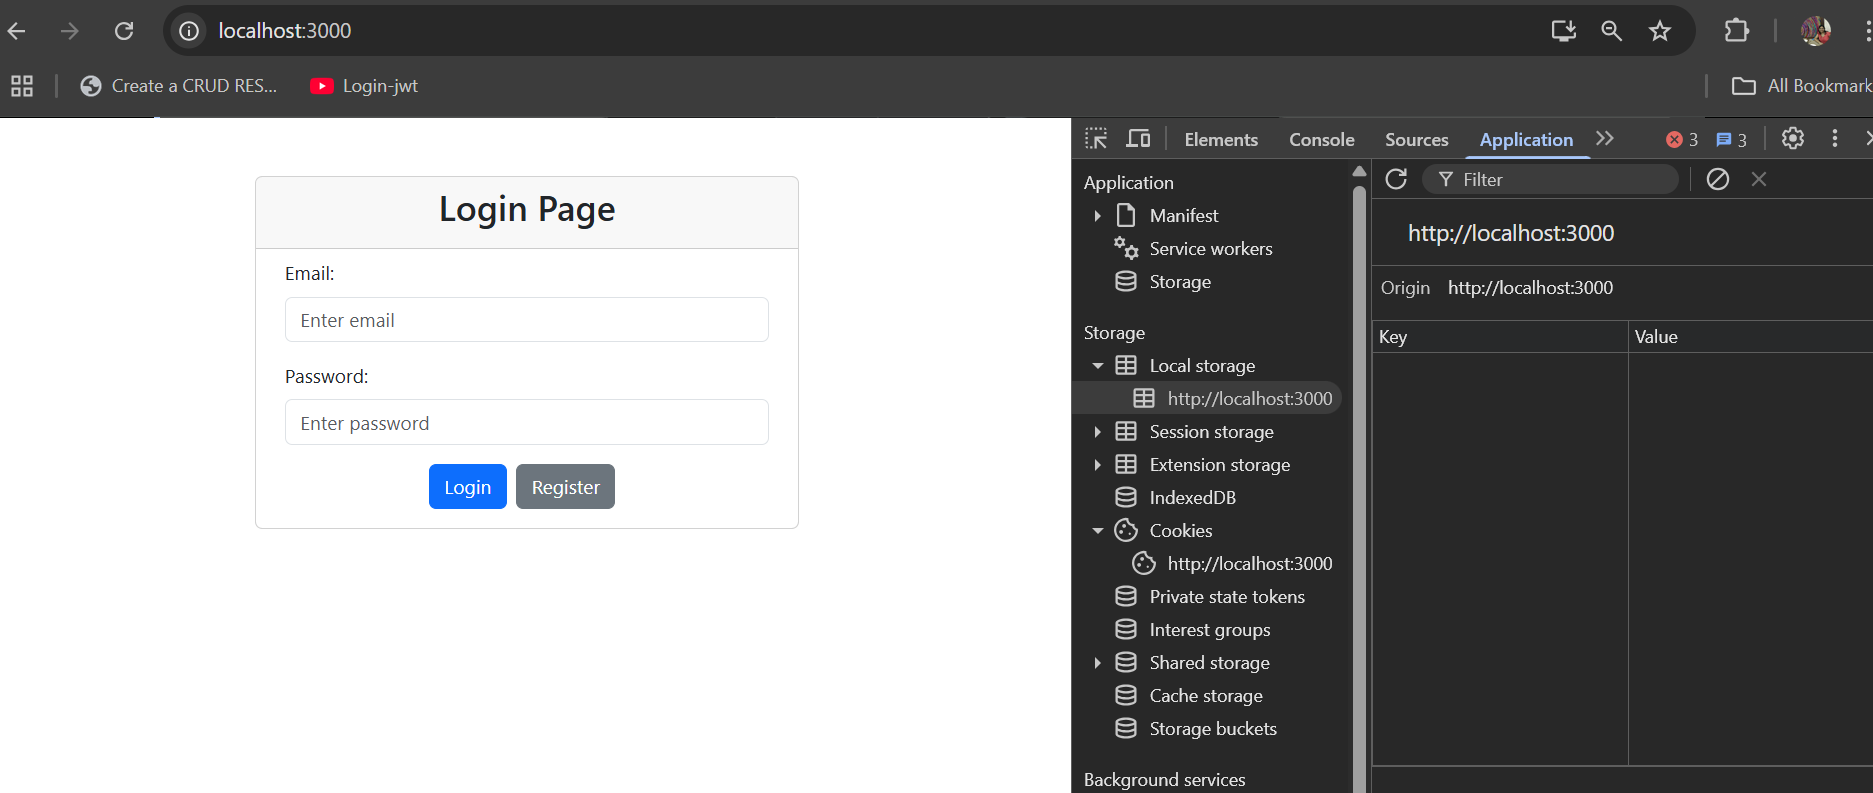 localhost:3000
Create a CRUD RES... Login-jwt All Bookmark
Login Page
Email:
Enter email
Password:
Enter password
Login Register
Elements Console Sources Application 3 3
Application
Manifest
Service workers
Storage
Storage
Local storage
http://localhost:3000
Session storage
Extension storage
IndexedDB
Cookies
http://localhost:3000
Private state tokens
Interest groups
Shared storage
Cache storage
Storage buckets
Background services
Filter
http://localhost:3000
Origin http://localhost:3000
Key Value